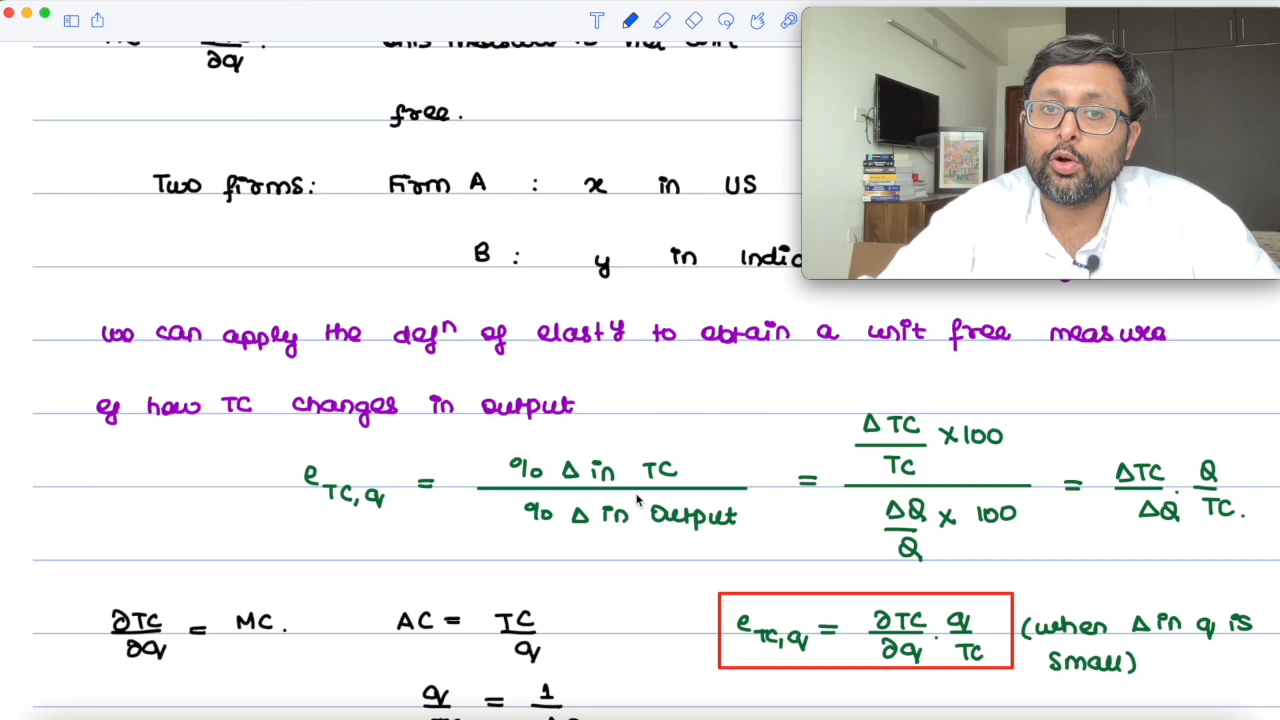 ∂q
free.
Two firms: Firm A : x in US
B : y in India
we can apply the defⁿ of elasty to obtain a unit free measure
of how TC changes in output
e_TC,q = % Δ in TC / % Δ in output = (ΔTC / TC × 100) / (ΔQ / Q × 100) = ΔTC / ΔQ . Q / TC.
∂TC / ∂q = MC. AC = TC / q e_TC,q = ∂TC / ∂q . q / TC (when Δ in q is
small)
q = 1